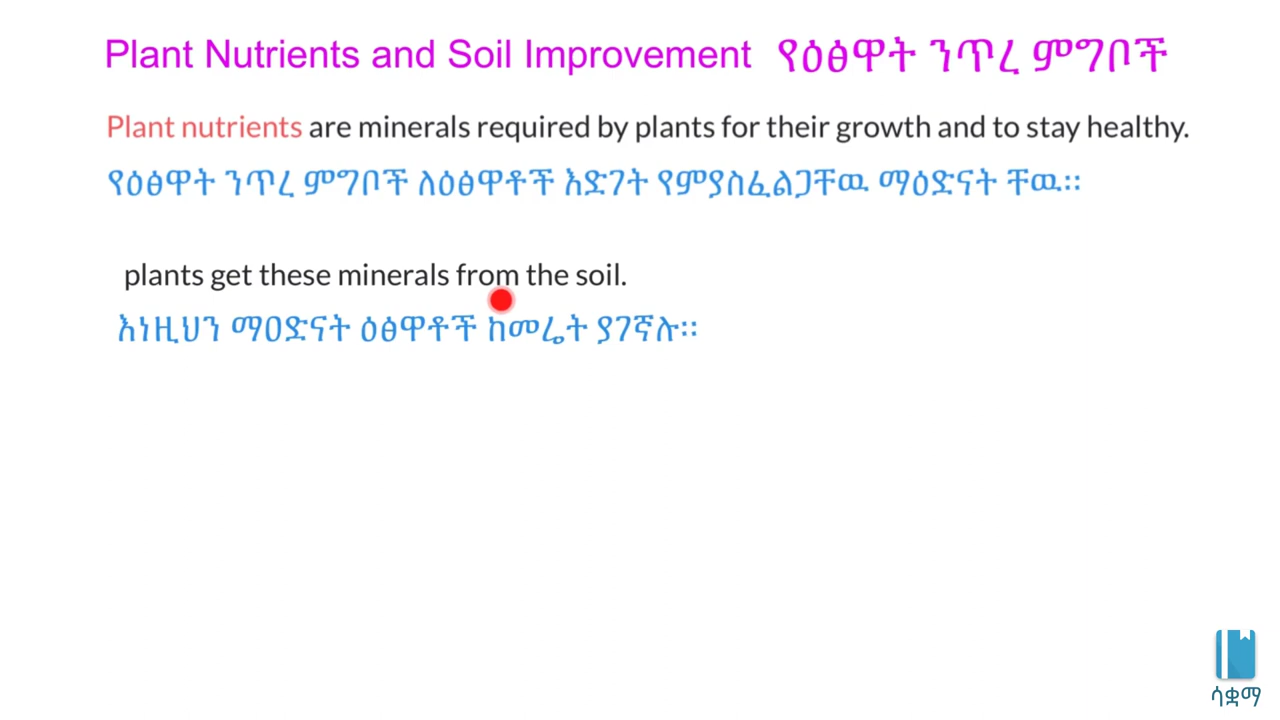 Plant Nutrients and Soil Improvement የዕፅዋት ንጥረ ምግቦች
Plant nutrients are minerals required by plants for their growth and to stay healthy.
የዕፅዋት ንጥረ ምግቦች ለዕፅዋቶች እድገት የምያስፈልጋቸዉ ማዕድናት ቸዉ፡፡
plants get these minerals from the soil.
እነዚህን ማዐድናት ዕፅዋቶች ከመሬት ያገኛሉ፡፡
ሳቋማ